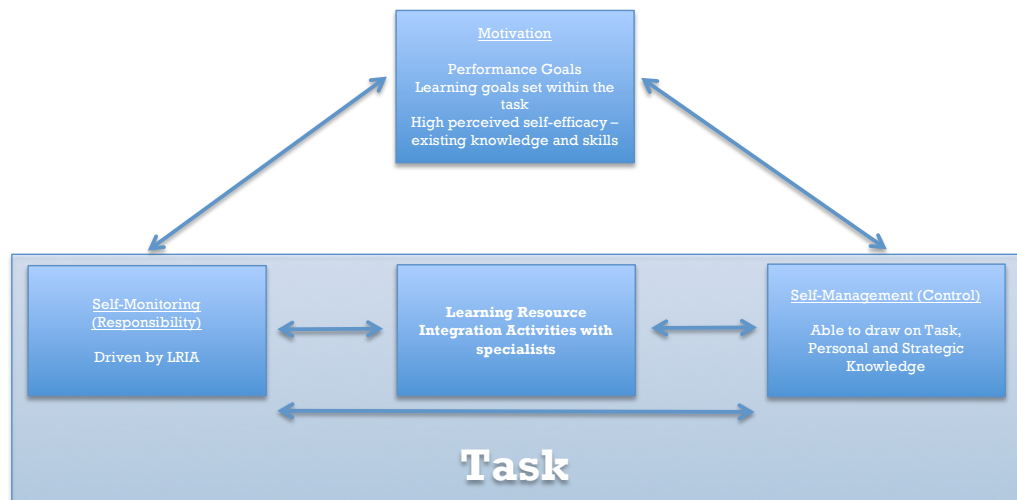 Motivation
Performance Goals
Learning goals set within the
task
High perceived self-efficacy –
existing knowledge and skills
Self-Monitoring
(Responsibility)
Driven by LRIA
Learning Resource
Integration Activities with
specialists
Self-Management (Control)
Able to draw on Task,
Personal and Strategic
Knowledge
Task